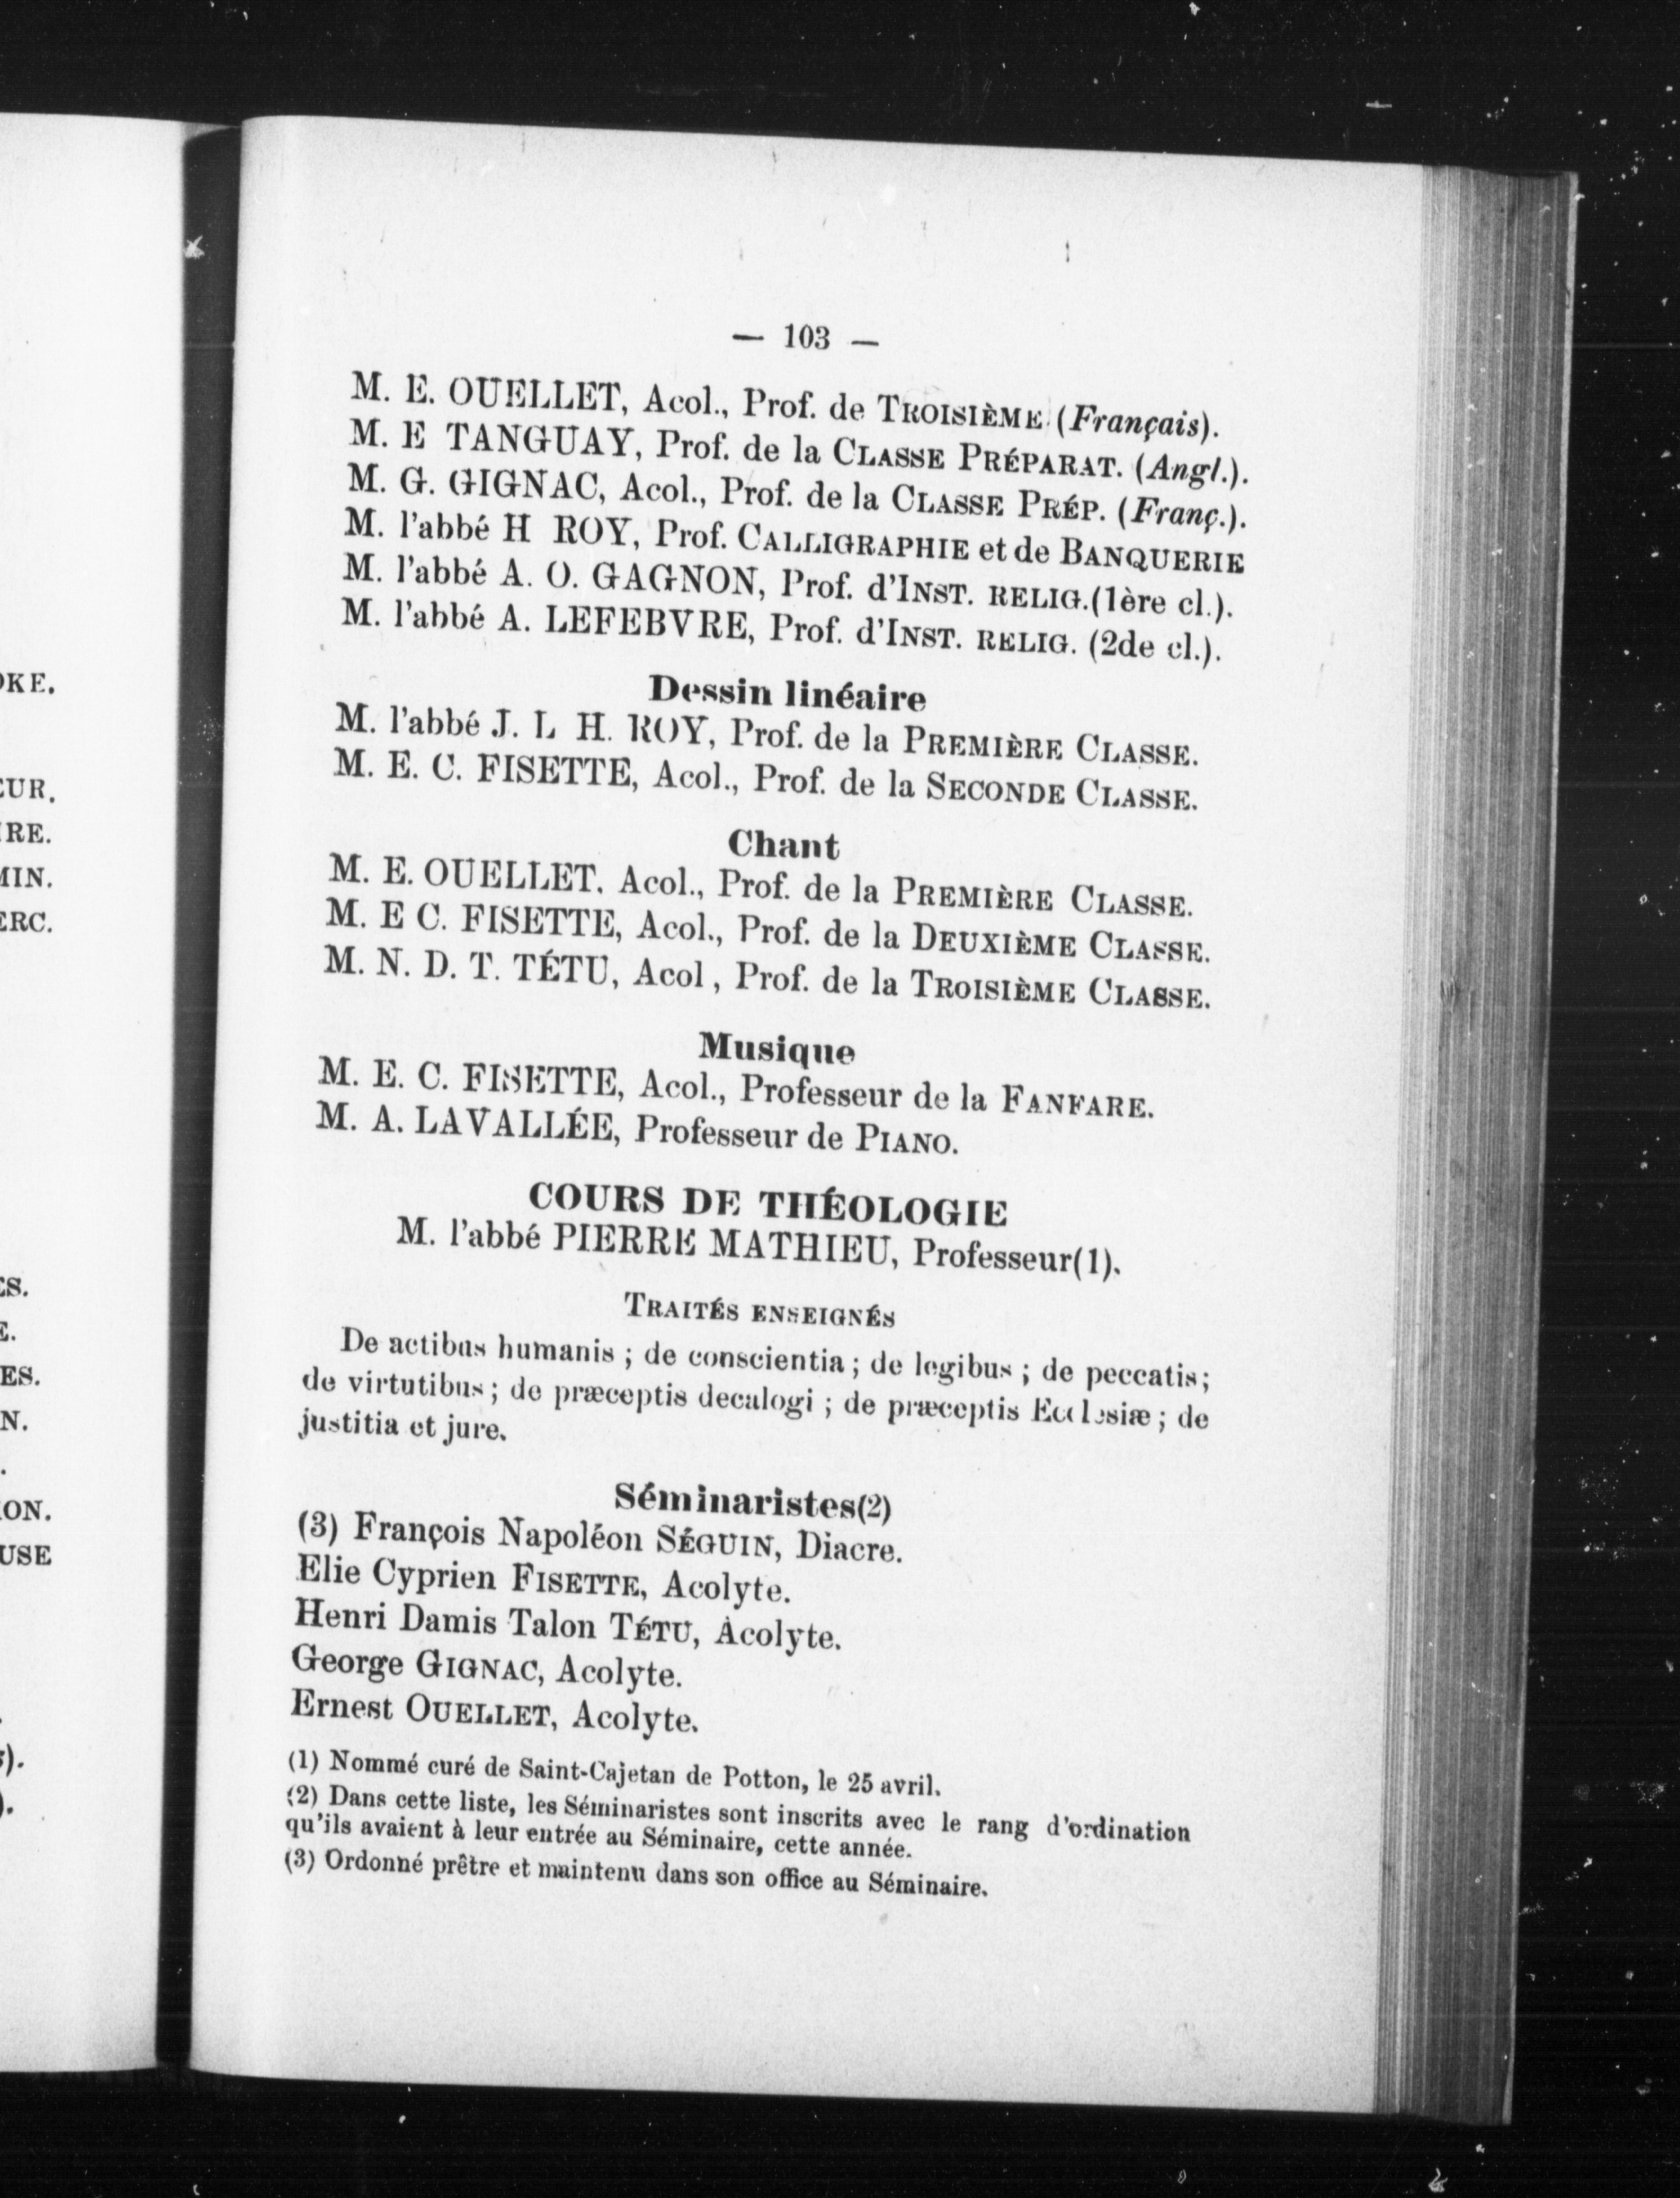 — 103 —
M. E. OUELLET, Acol., Prof. de TROISIÈME (Français).
M. E TANGUAY, Prof. de la CLASSE PRÉPARAT. (Angl.).
M. G. GIGNAC, Acol., Prof. de la CLASSE PRÉP. (Franç.).
M. l'abbé H ROY, Prof. CALLIGRAPHIE et de BANQUERIE
M. l'abbé A. O. GAGNON, Prof. d'INST. RELIG.(1ère cl.).
M. l'abbé A. LEFEBVRE, Prof. d'INST. RELIG. (2de cl.).
Dessin linéaire
M. l'abbé J. L H. ROY, Prof. de la PREMIÈRE CLASSE.
M. E. C. FISETTE, Acol., Prof. de la SECONDE CLASSE.
Chant
M. E. OUELLET. Acol., Prof. de la PREMIÈRE CLASSE.
M. E C. FISETTE, Acol., Prof. de la DEUXIÈME CLASSE.
M. N. D. T. TÉTU, Acol, Prof. de la TROISIÈME CLASSE.
Musique
M. E. C. FISETTE, Acol., Professeur de la FANFARE.
M. A. LAVALLÉE, Professeur de PIANO.
COURS DE THÉOLOGIE
M. l'abbé PIERRE MATHIEU, Professeur(1).
TRAITÉS ENSEIGNÉS
De actibus humanis ; de conscientia ; de legibus ; de peccatis ;
de virtutibus ; de præceptis decalogi ; de præceptis Ecclesiæ ; de
justitia et jure.
Séminaristes(2)
(3) François Napoléon SÉGUIN, Diacre.
Elie Cyprien FISETTE, Acolyte.
Henri Damis Talon TÉTU, Acolyte.
George GIGNAC, Acolyte.
Ernest OUELLET, Acolyte.
(1) Nommé curé de Saint-Cajetan de Potton, le 25 avril.
(2) Dans cette liste, les Séminaristes sont inscrits avec le rang d'ordination
qu'ils avaient à leur entrée au Séminaire, cette année.
(3) Ordonné prêtre et maintenu dans son office au Séminaire.